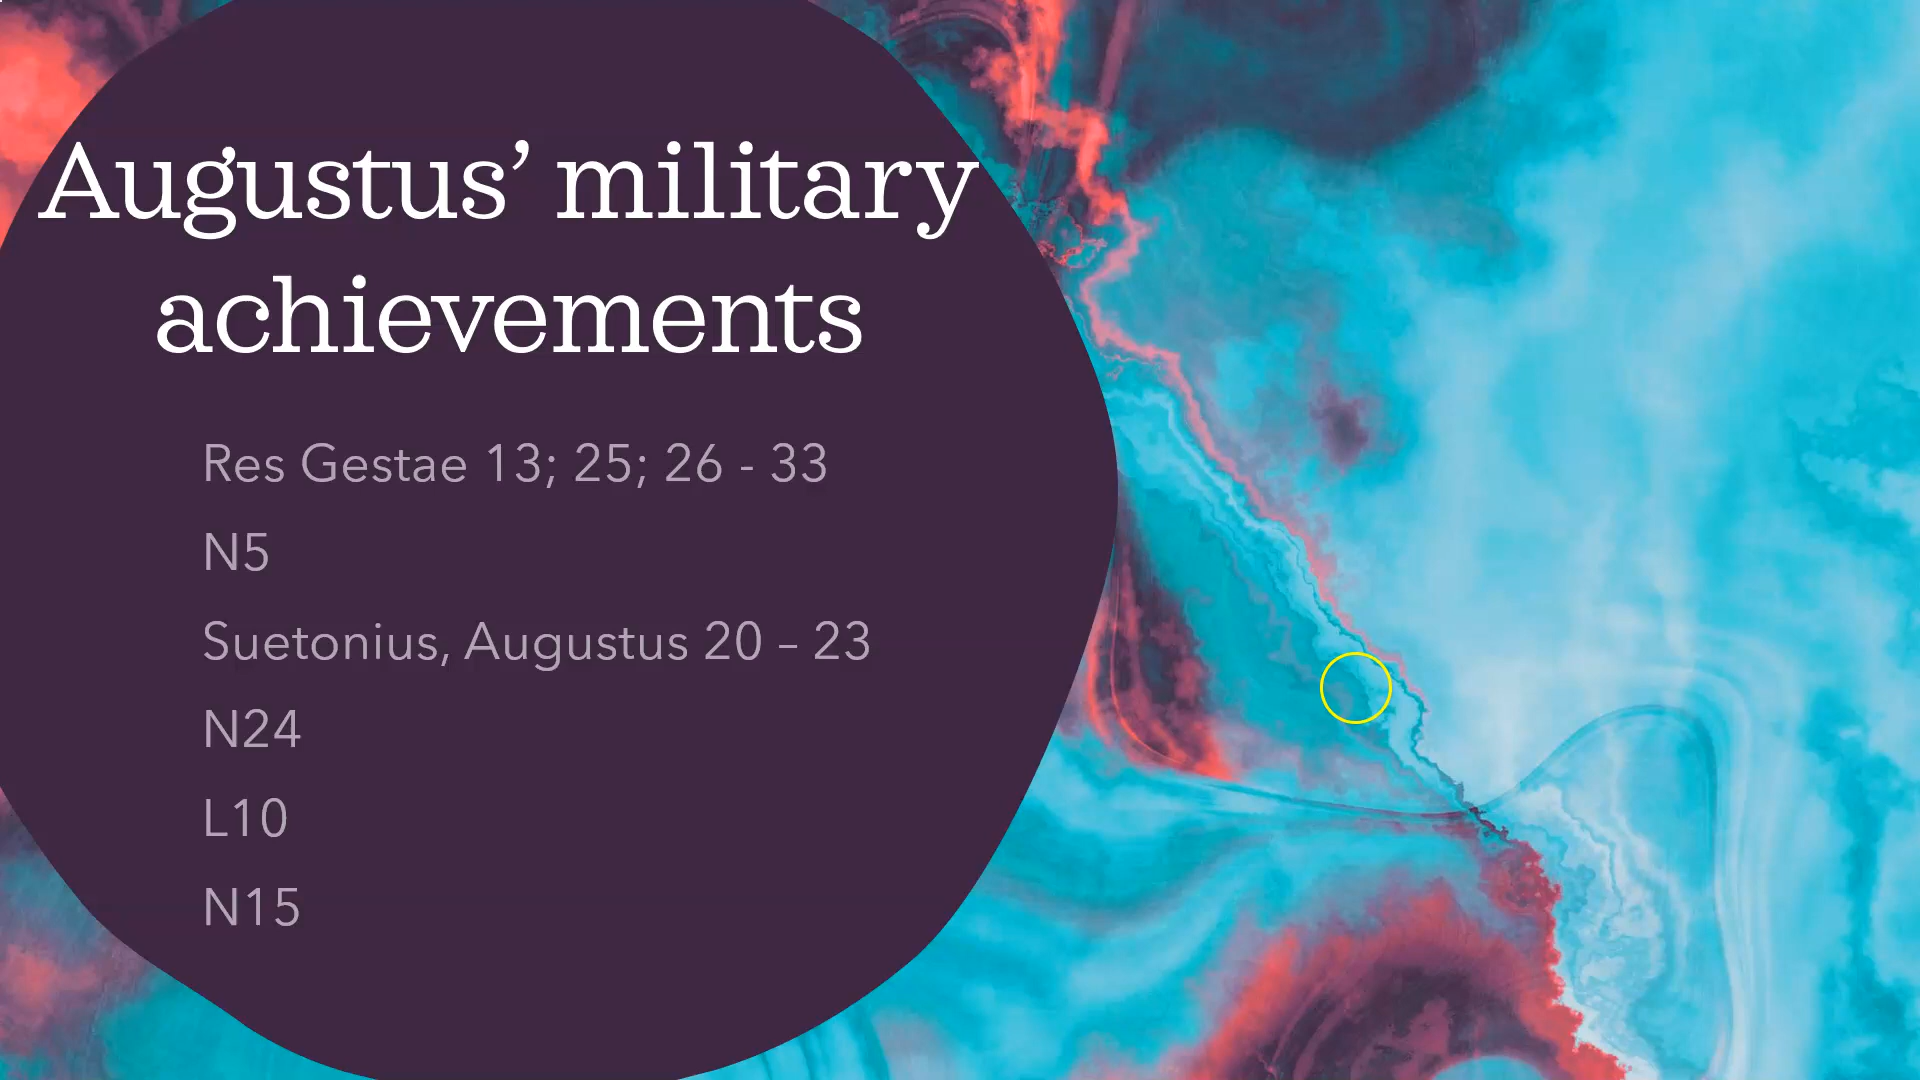 Augustus’ military
achievements
Res Gestae 13; 25; 26 - 33
N5
Suetonius, Augustus 20 – 23
N24
L10
N15